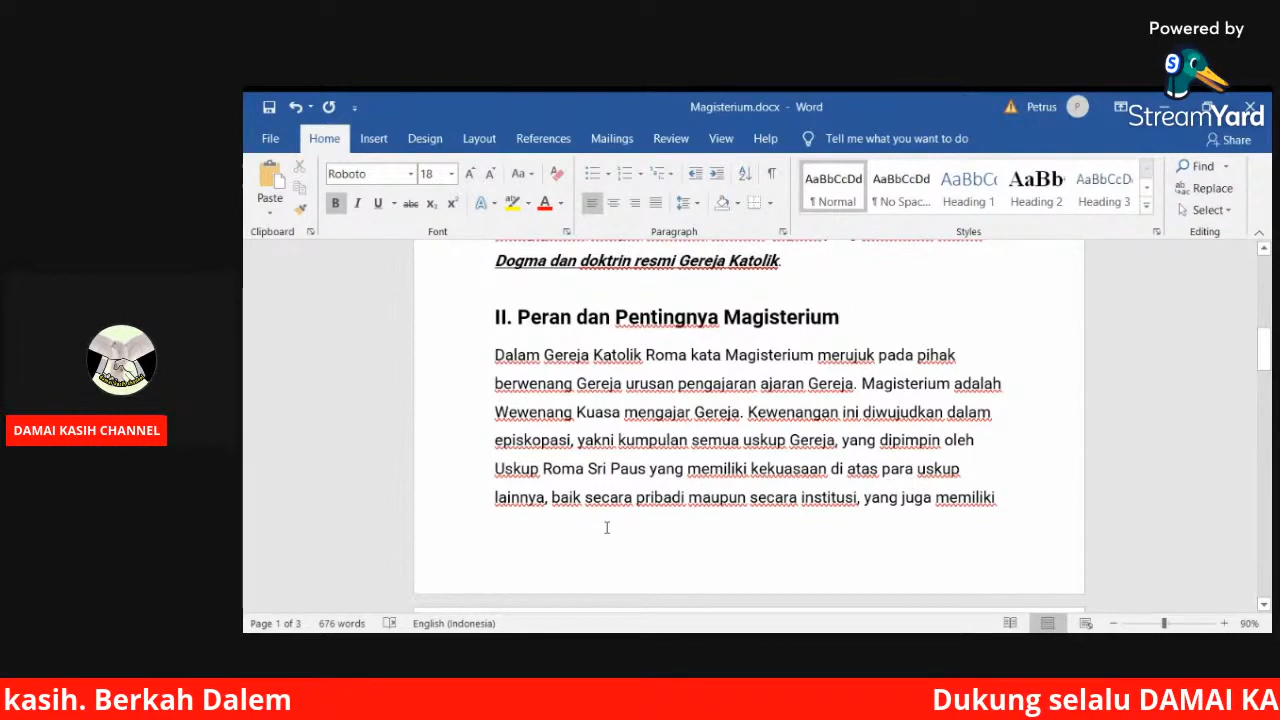 Powered by
StreamYard
Magisterium.docx - Word
Petrus
P
File Home Insert Design Layout References Mailings Review View Help Tell me what you want to do
Share
Paste
Roboto 18
Aa
AaBbCcDd AaBbCcDd AaBbCc AaBb AaBbCcD
¶ Normal ¶ No Spac... Heading 1 Heading 2 Heading 3
Find
Replace
Select
Clipboard Font Paragraph Styles Editing
Dogma dan doktrin resmi Gereja Katolik.
II. Peran dan Pentingnya Magisterium
Dalam Gereja Katolik Roma kata Magisterium merujuk pada pihak
berwenang Gereja urusan pengajaran ajaran Gereja. Magisterium adalah
Wewenang Kuasa mengajar Gereja. Kewenangan ini diwujudkan dalam
episkopasi, yakni kumpulan semua uskup Gereja, yang dipimpin oleh
Uskup Roma Sri Paus yang memiliki kekuasaan di atas para uskup
lainnya, baik secara pribadi maupun secara institusi, yang juga memiliki
DAMAI KASIH CHANNEL
Page 1 of 3 676 words English (Indonesia) 90%
kasih. Berkah Dalem Dukung selalu DAMAI KA